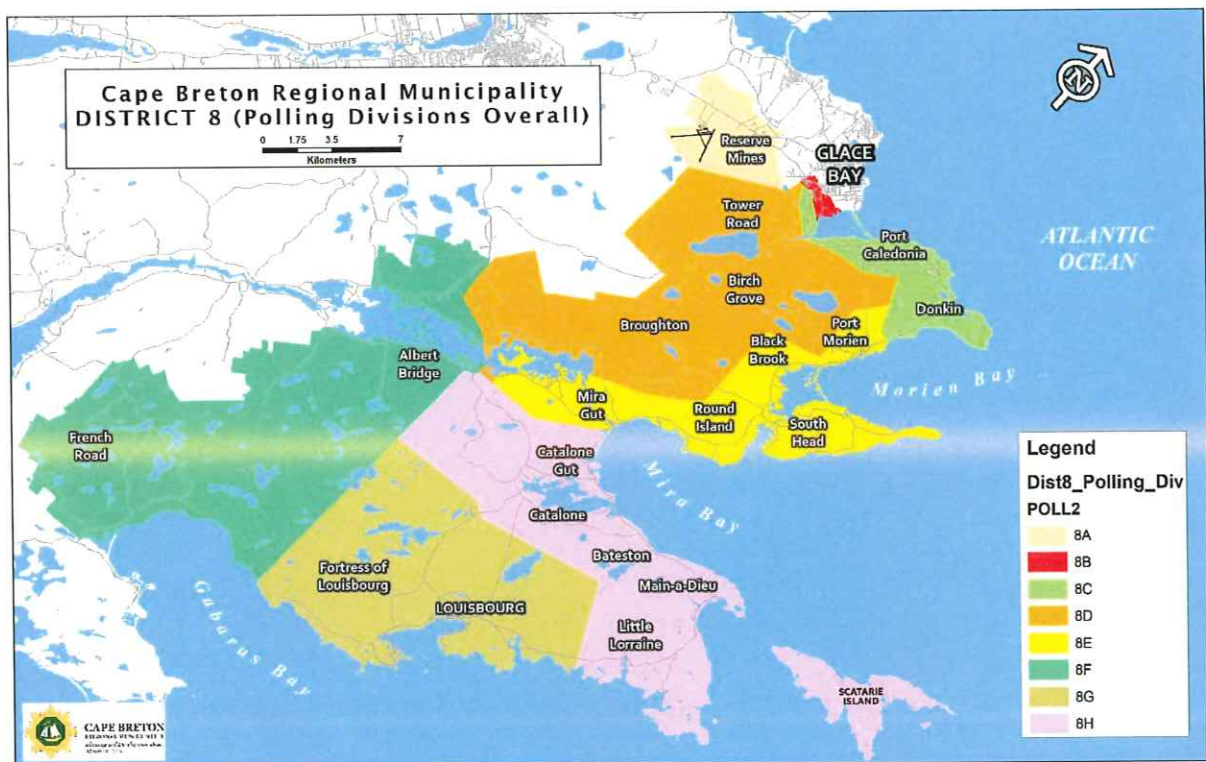 Cape Breton Regional Municipality
DISTRICT 8 (Polling Divisions Overall)
0 1.75 3.5 7
Kilometers
N
Reserve
Mines
GLACE
BAY
Tower
Road
Port
Caledonia
ATLANTIC
OCEAN
Birch
Grove
Donkin
Broughton
Port
Morien
Black
Brook
Albert
Bridge
Morien Bay
Mira
Gut
Round
Island
South
Head
French
Road
Catalone
Gut
Mira Bay
Catalone
Bateston
Fortress of
Louisbourg
Main-a-Dieu
LOUISBOURG
Gabarus Bay
Little
Lorraine
SCATARIE
ISLAND
Legend
Dist8_Polling_Div
POLL2
8A
8B
8C
8D
8E
8F
8G
8H
CAPE BRETON
REGIONAL MUNICIPALITY